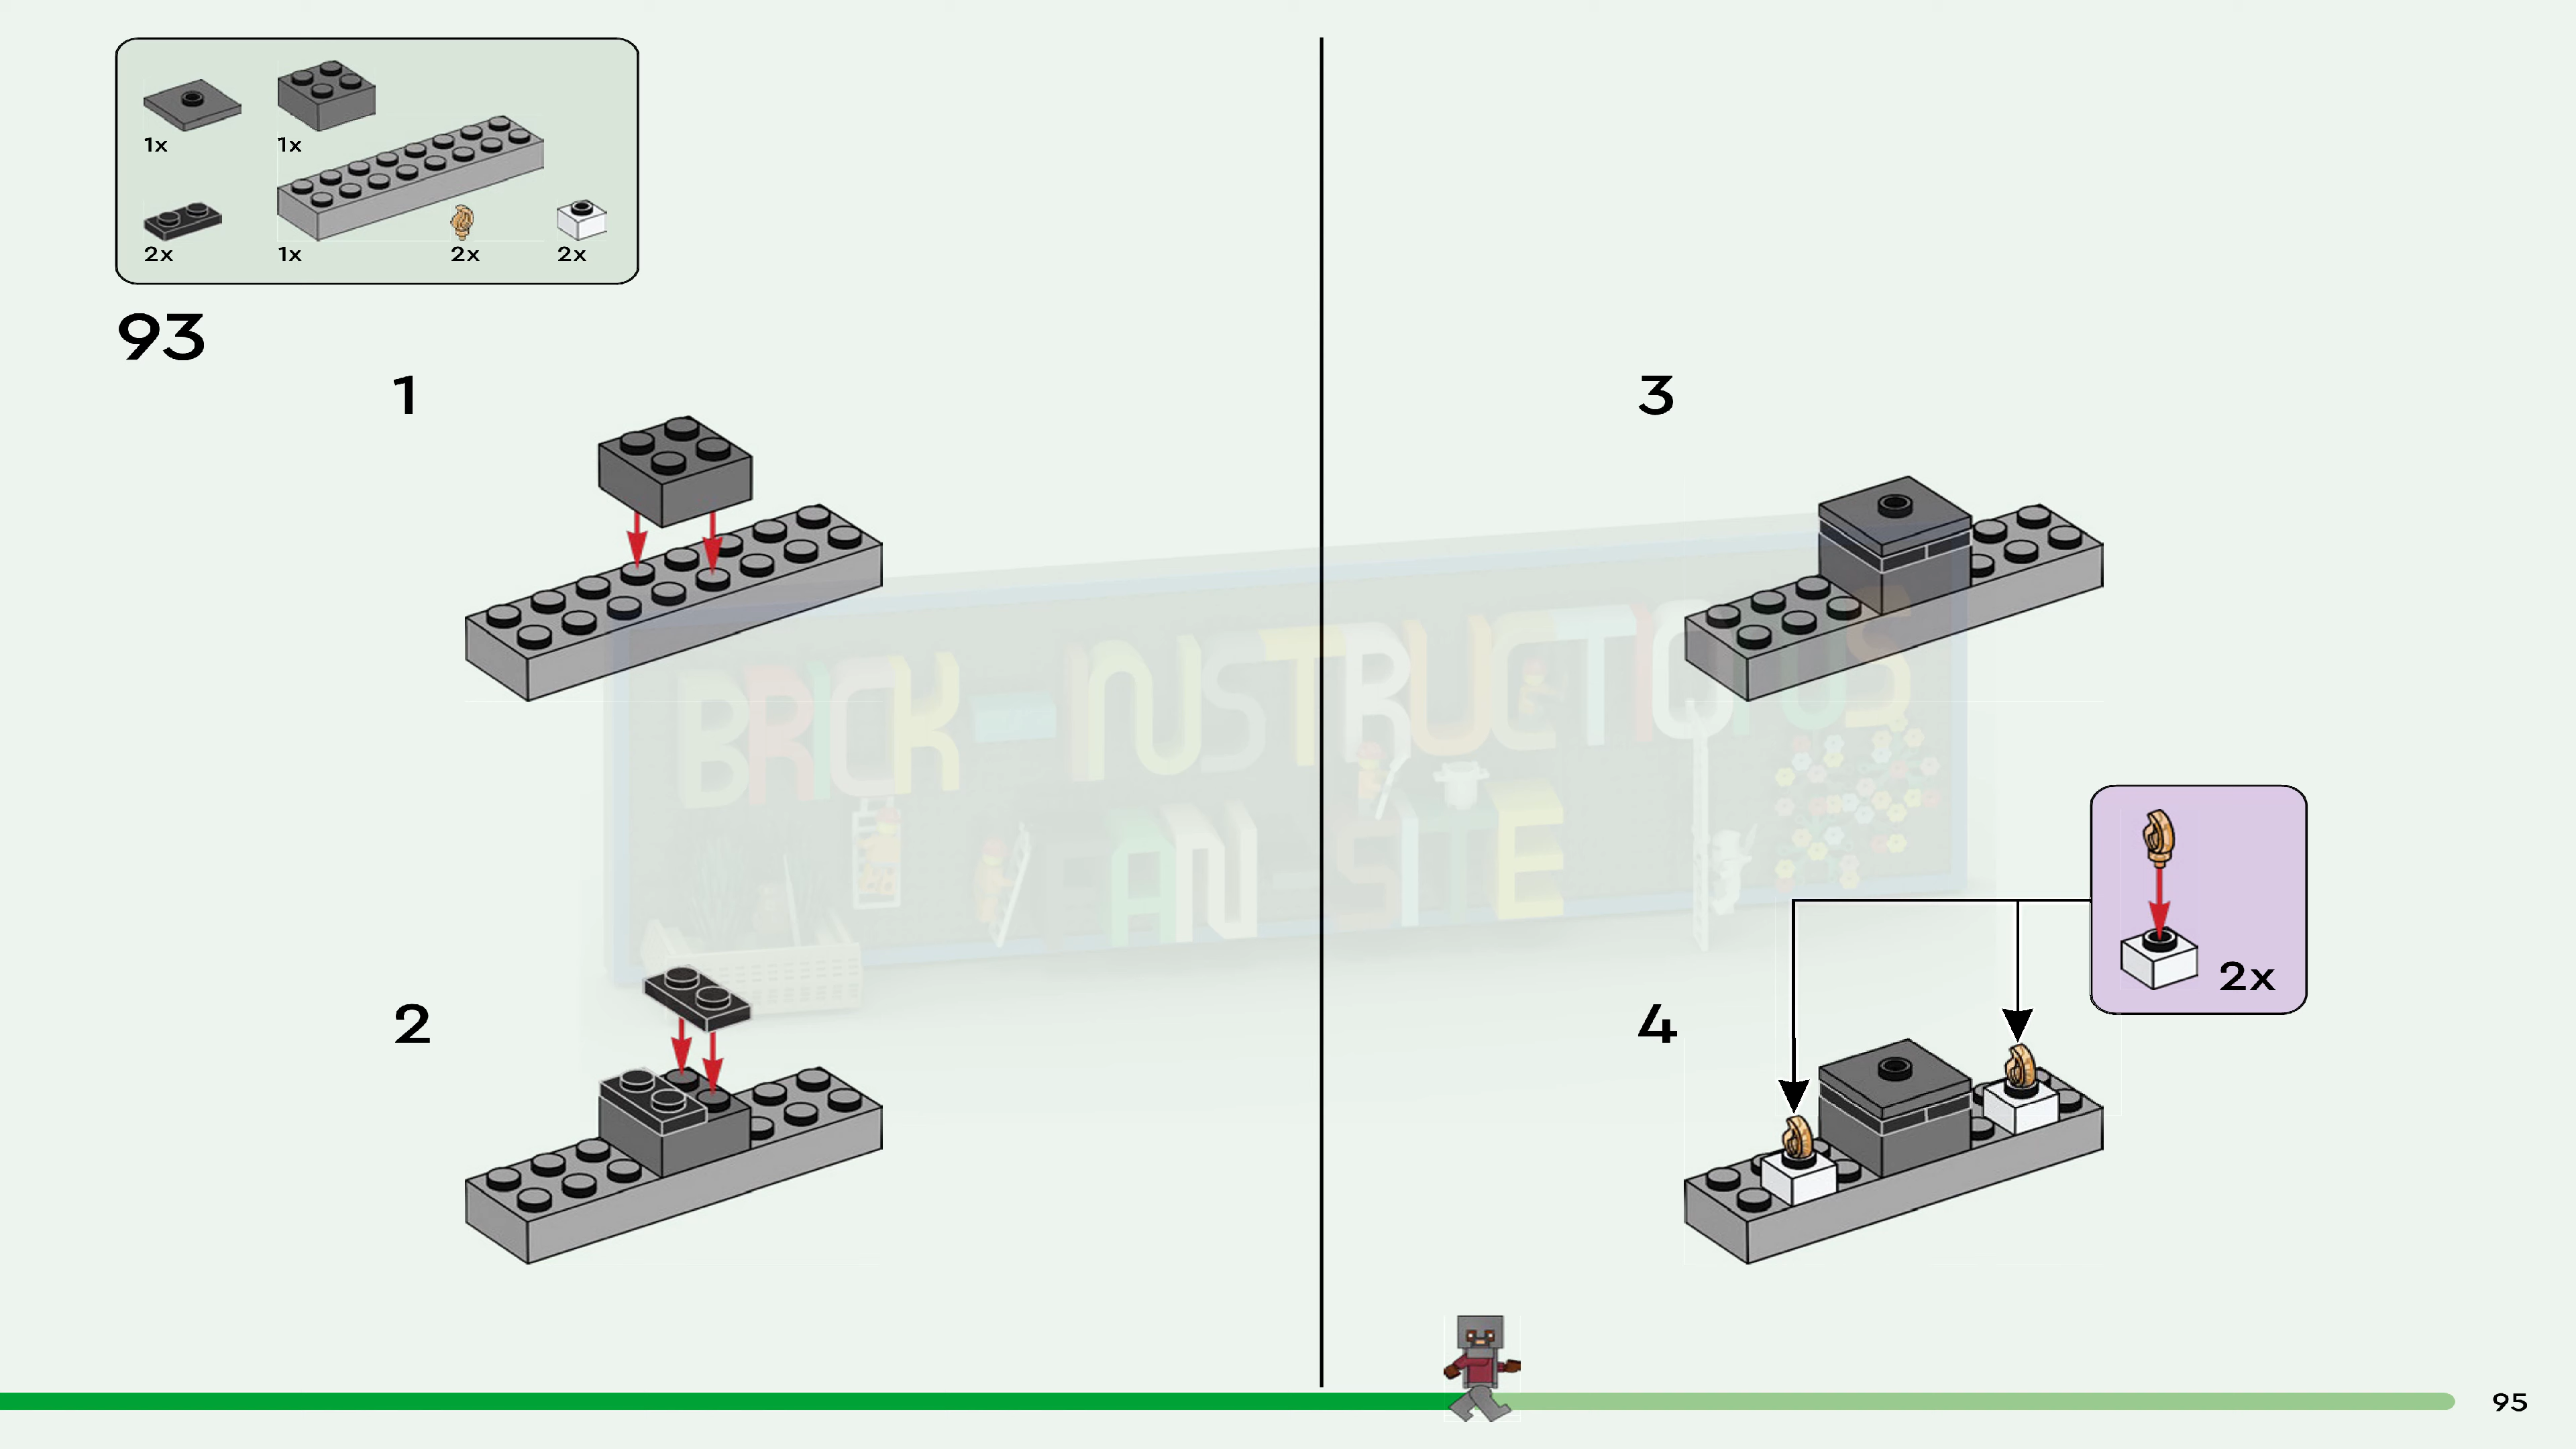 1x
1x
2x
1x
2x
2x
93
1
2
3
2x
4
BRICK-INSTRUCTIONS
FAN-SITE
95